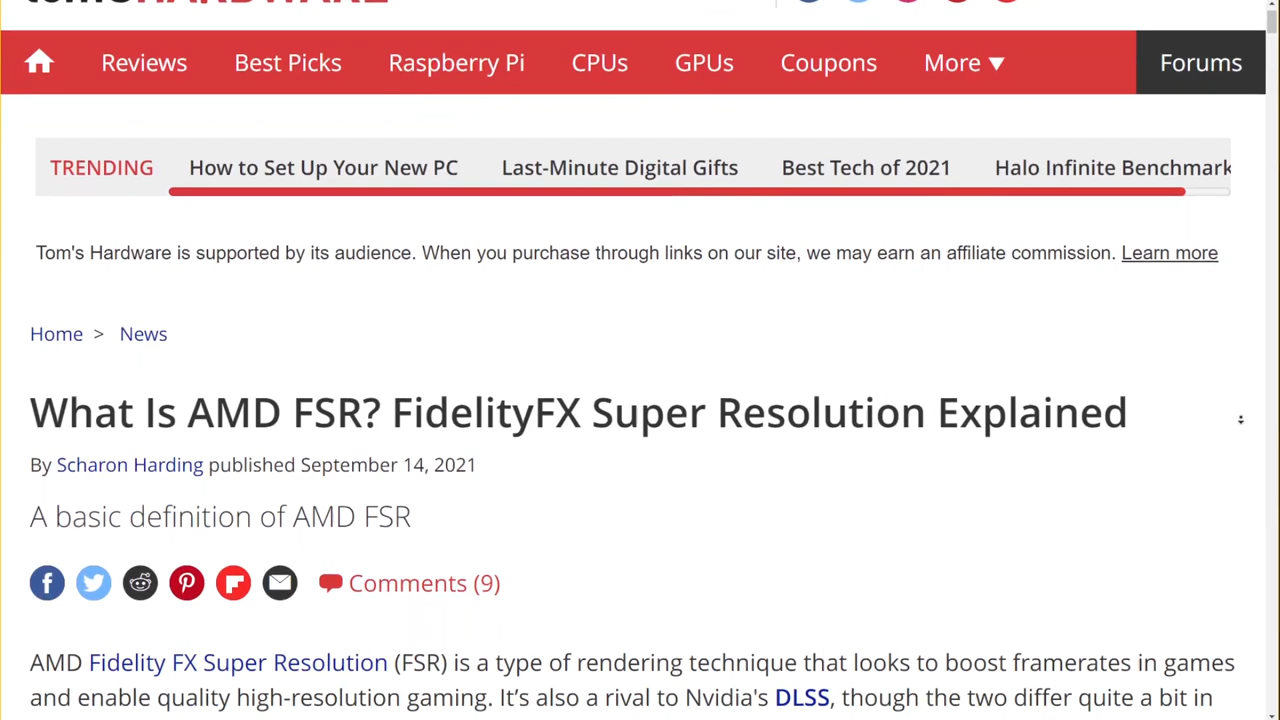 tom's HARDWARE
Reviews Best Picks Raspberry Pi CPUs GPUs Coupons More ▼ Forums
TRENDING How to Set Up Your New PC Last-Minute Digital Gifts Best Tech of 2021 Halo Infinite Benchmark
Tom's Hardware is supported by its audience. When you purchase through links on our site, we may earn an affiliate commission. Learn more
Home > News
What Is AMD FSR? FidelityFX Super Resolution Explained
By Scharon Harding published September 14, 2021
A basic definition of AMD FSR
Comments (9)
AMD Fidelity FX Super Resolution (FSR) is a type of rendering technique that looks to boost framerates in games
and enable quality high-resolution gaming. It’s also a rival to Nvidia's DLSS, though the two differ quite a bit in